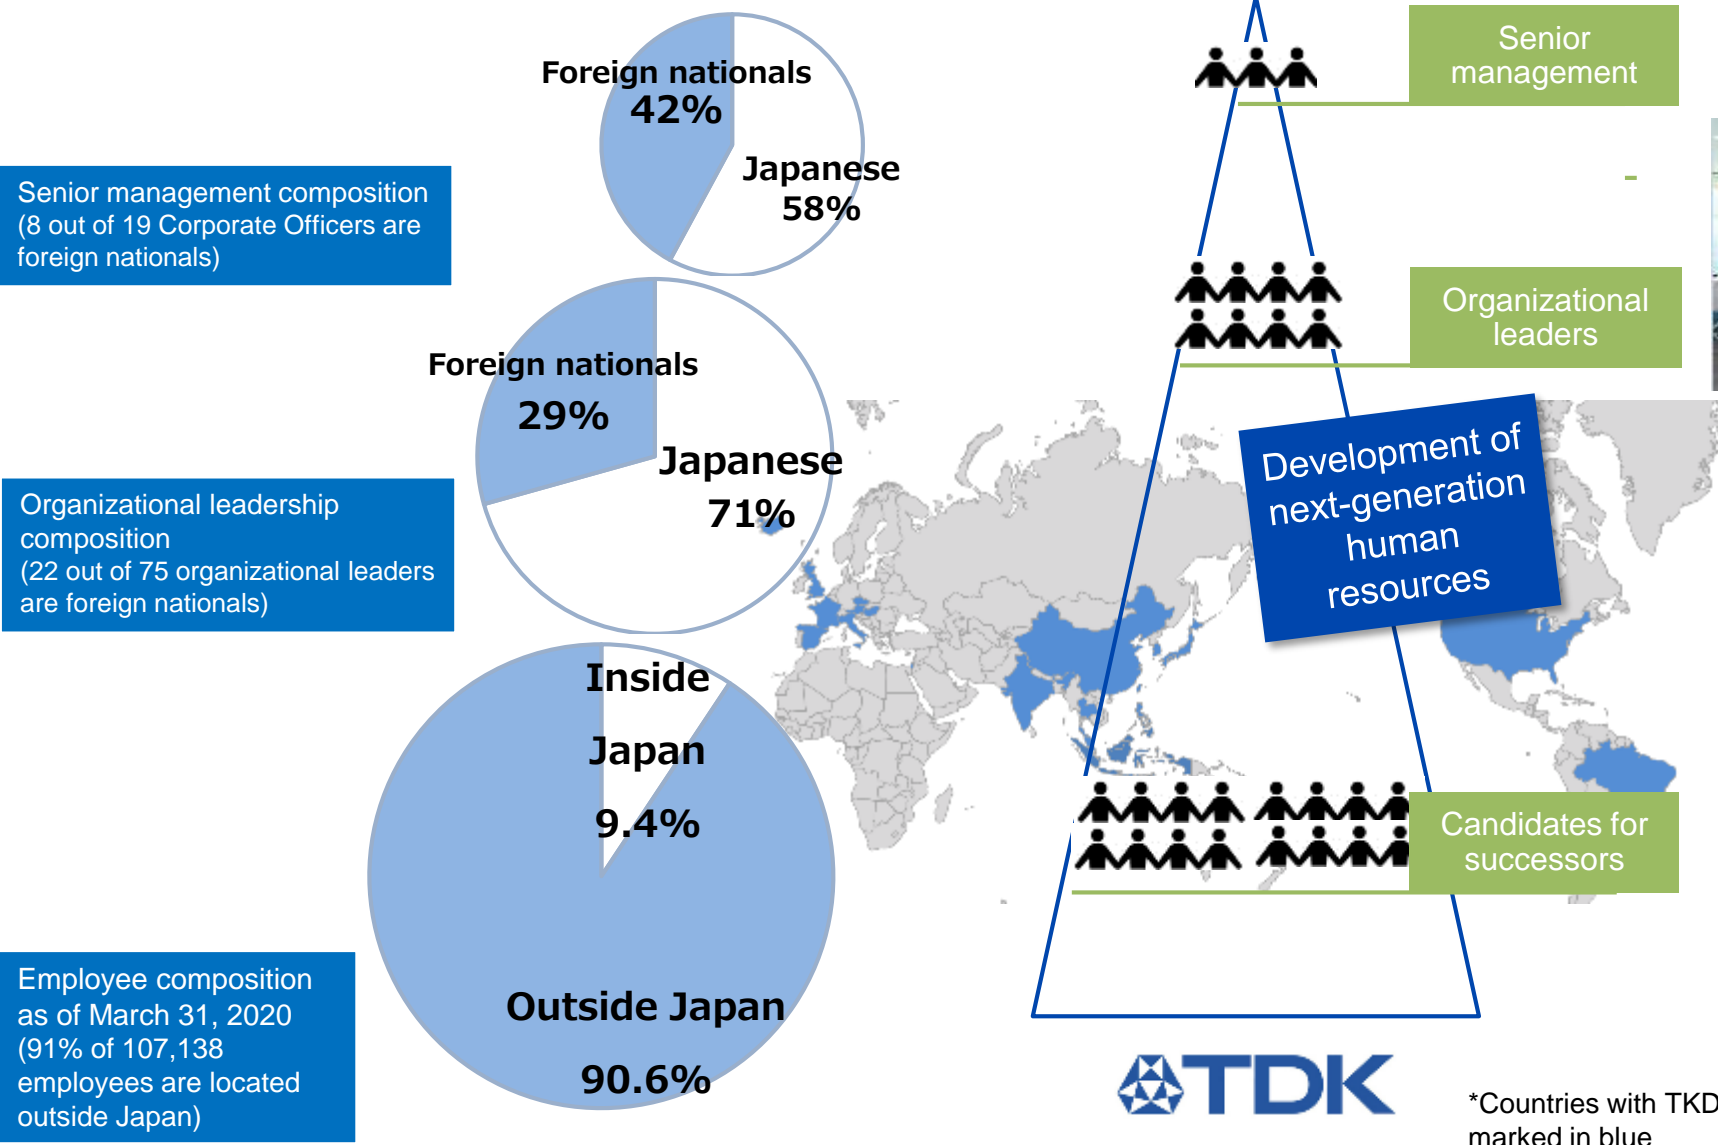 Foreign nationals
42%
Japanese
58%
Senior management composition
(8 out of 19 Corporate Officers are
foreign nationals)
Foreign nationals
29%
Japanese
71%
Organizational leadership
composition
(22 out of 75 organizational leaders
are foreign nationals)
Inside
Japan
9.4%
Outside Japan
90.6%
Employee composition
as of March 31, 2020
(91% of 107,138
employees are located
outside Japan)
Senior
management
-
Organizational
leaders
Development of
next-generation
human
resources
Candidates for
successors
TDK
*Countries with TKD
marked in blue